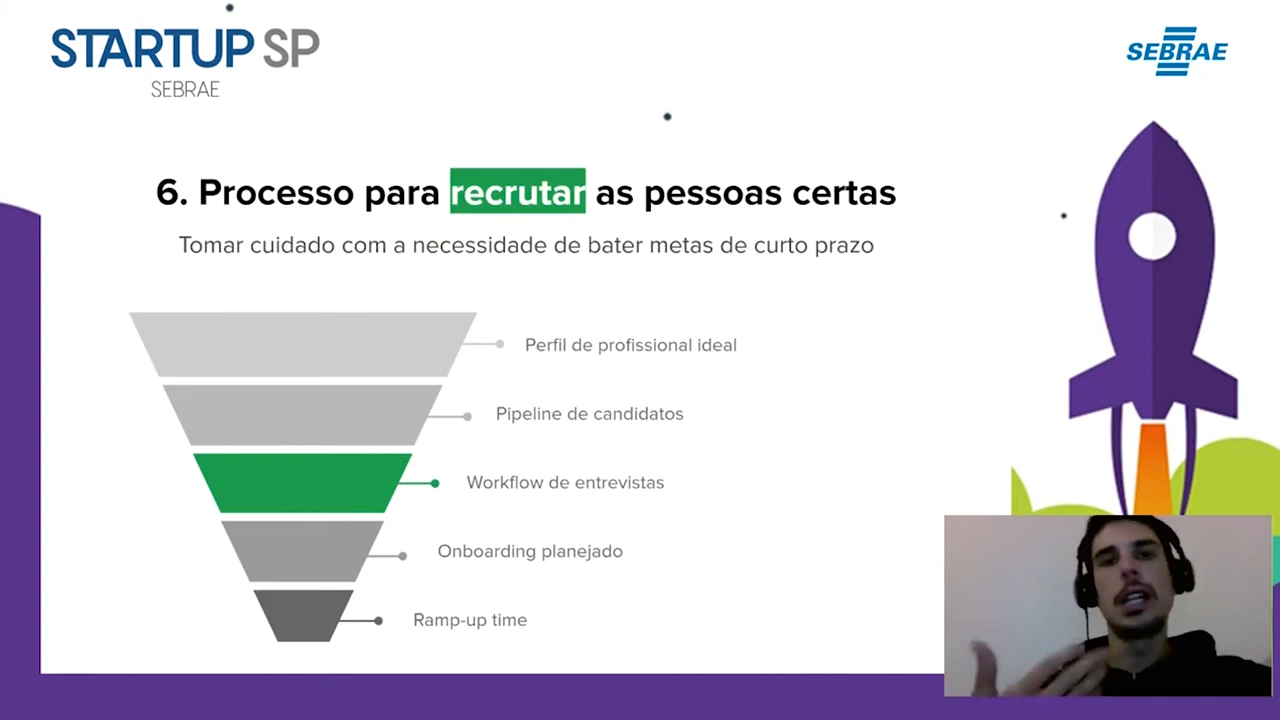 STARTUP SP
SEBRAE
SEBRAE
6. Processo para recrutar as pessoas certas
Tomar cuidado com a necessidade de bater metas de curto prazo
Perfil de profissional ideal
Pipeline de candidatos
Workflow de entrevistas
Onboarding planejado
Ramp-up time